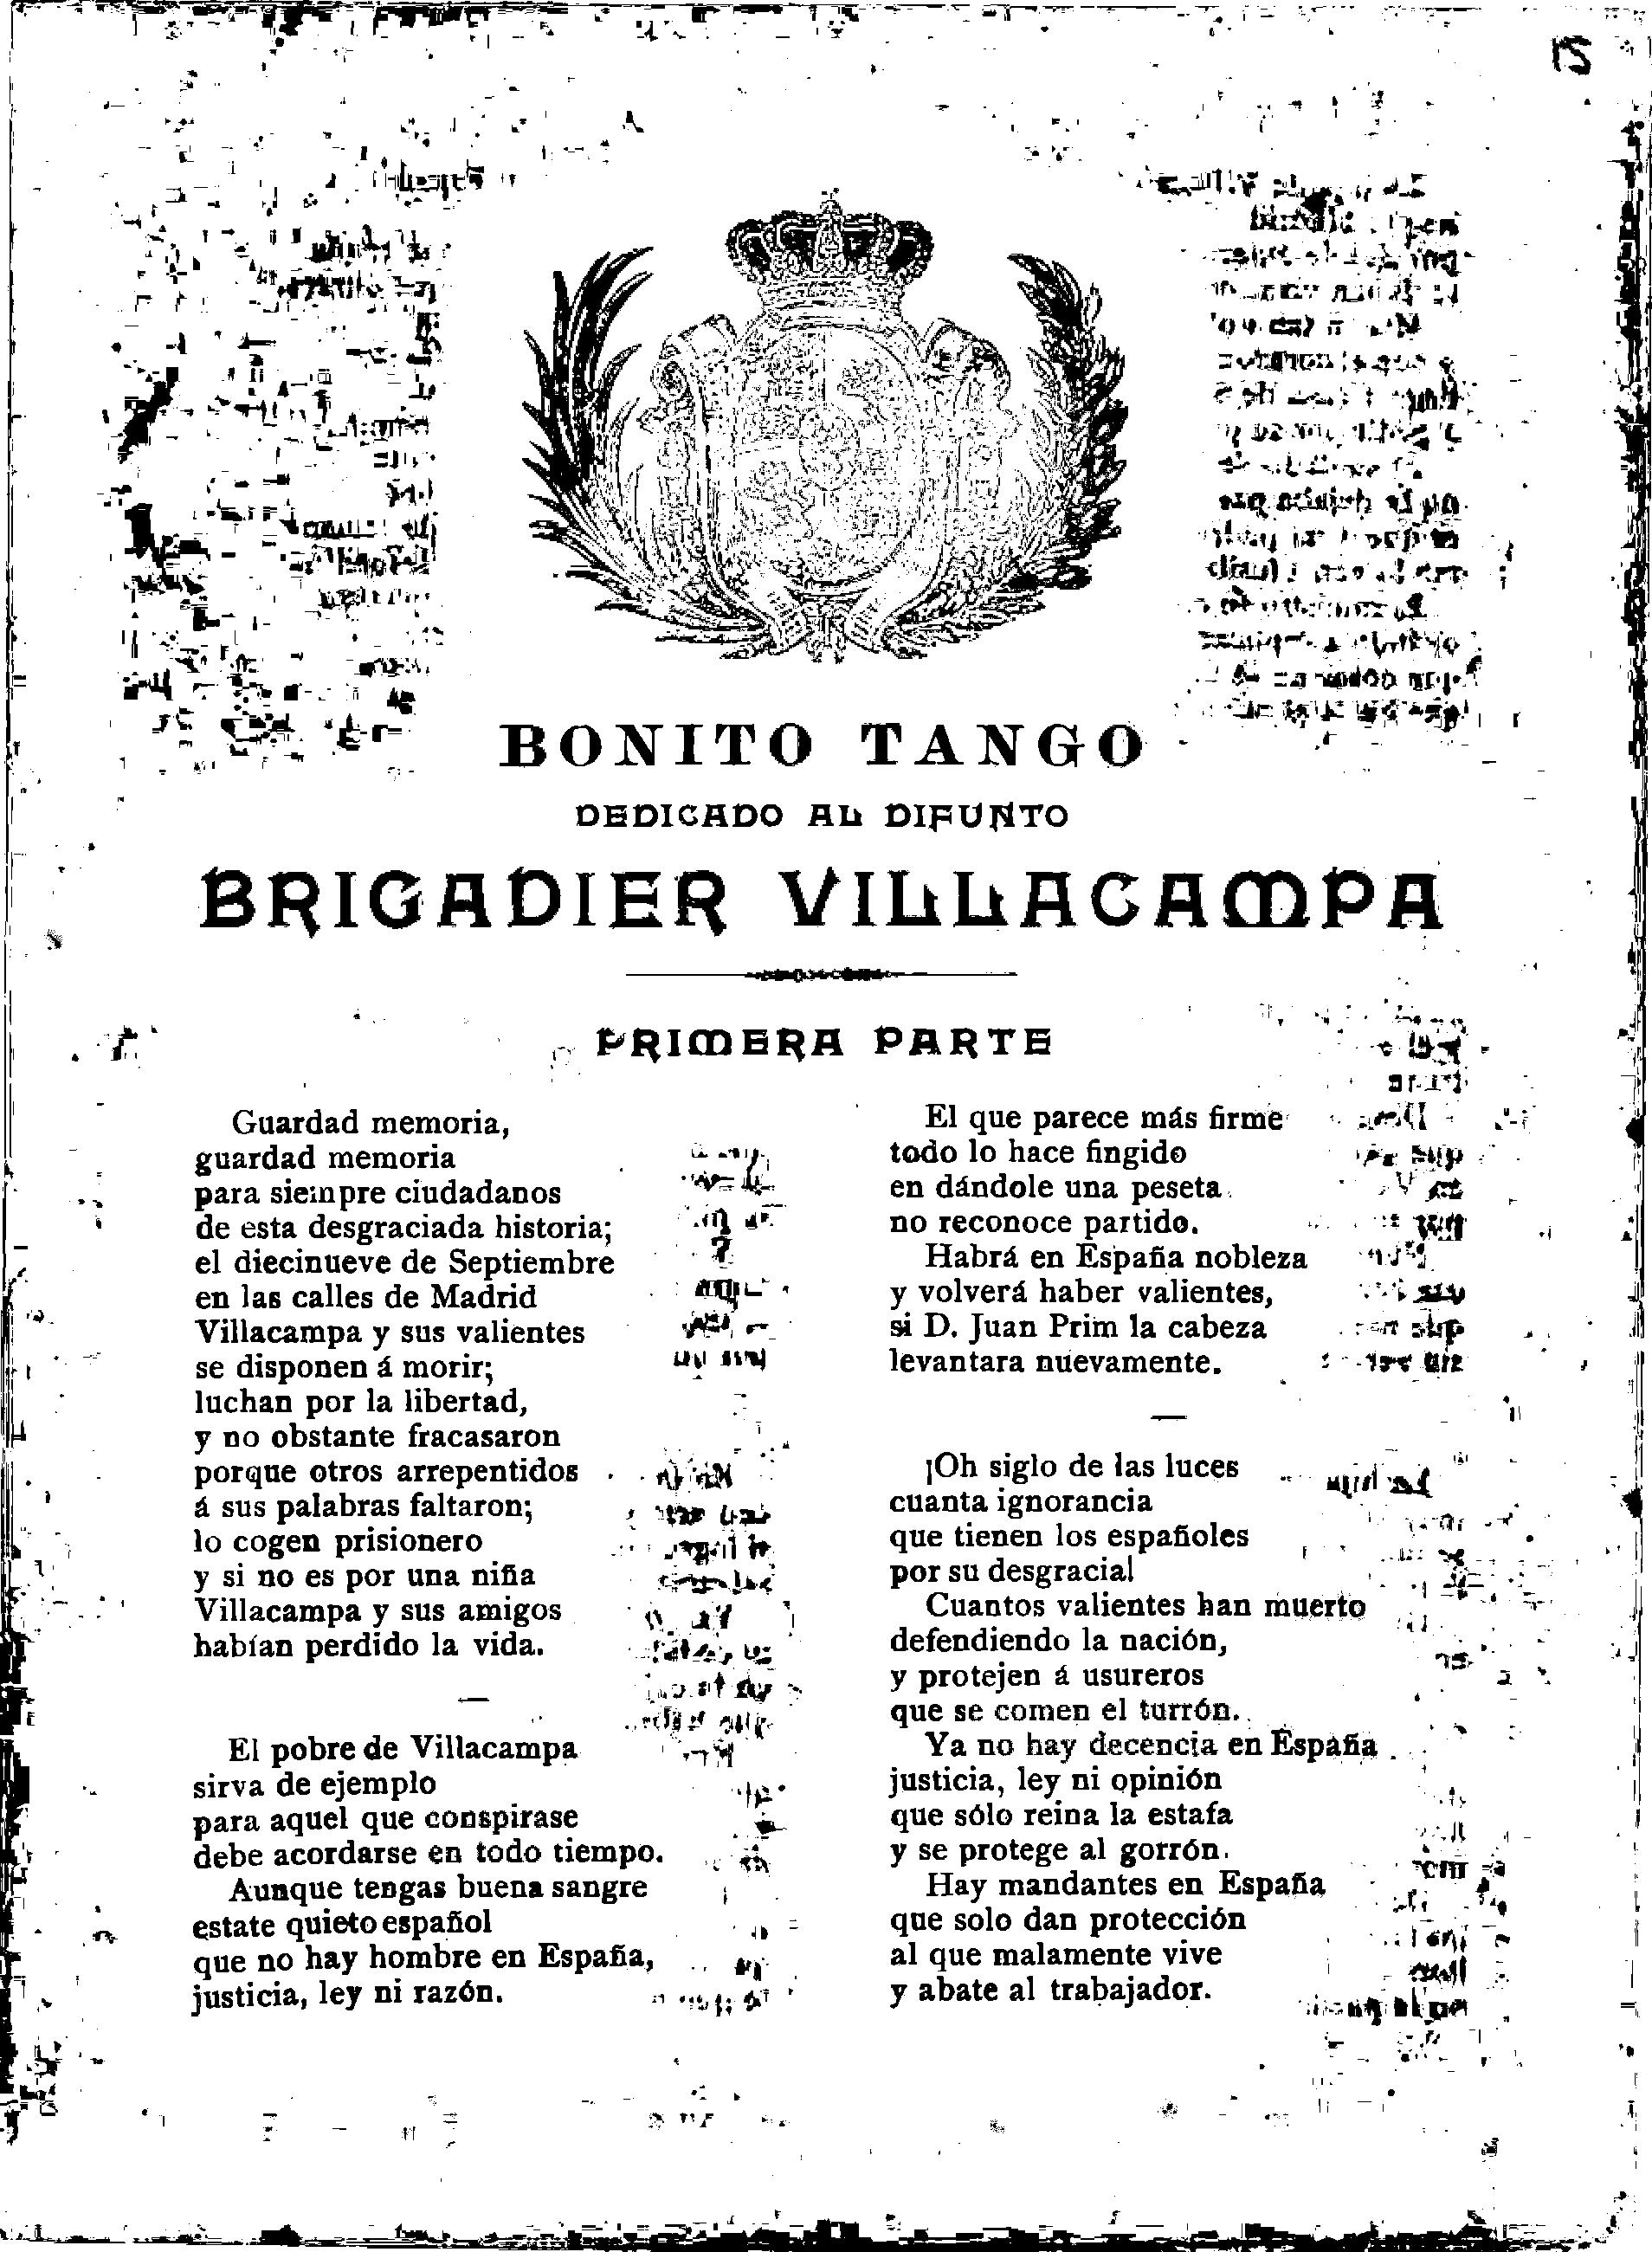 15
BONITO TANGO
DEDICADO AL DIFUNTO
BRIGADIER VILLACAMPA
PRIMERA PARTE
Guardad memoria,
guardad memoria
para siempre ciudadanos
de esta desgraciada historia;
el diecinueve de Septiembre
en las calles de Madrid
Villacampa y sus valientes
se disponen á morir;
luchan por la libertad,
y no obstante fracasaron
porque otros arrepentidos
á sus palabras faltaron;
lo cogen prisionero
y si no es por una niña
Villacampa y sus amigos
habían perdido la vida.
—
El pobre de Villacampa
sirva de ejemplo
para aquel que conspirase
debe acordarse en todo tiempo.
Aunque tengas buena sangre
estate quieto español
que no hay hombre en España,
justicia, ley ni razón.
El que parece más firme
todo lo hace fingido
en dándole una peseta
no reconoce partido.
Habrá en España nobleza
y volverá haber valientes,
si D. Juan Prim la cabeza
levantara nuevamente.
—
¡Oh siglo de las luces
cuanta ignorancia
que tienen los españoles
por su desgracia!
Cuantos valientes han muerto
defendiendo la nación,
y protejen á usureros
que se comen el turrón.
Ya no hay decencia en España
justicia, ley ni opinión
que sólo reina la estafa
y se protege al gorrón.
Hay mandantes en España
que solo dan protección
al que malamente vive
y abate al trabajador.